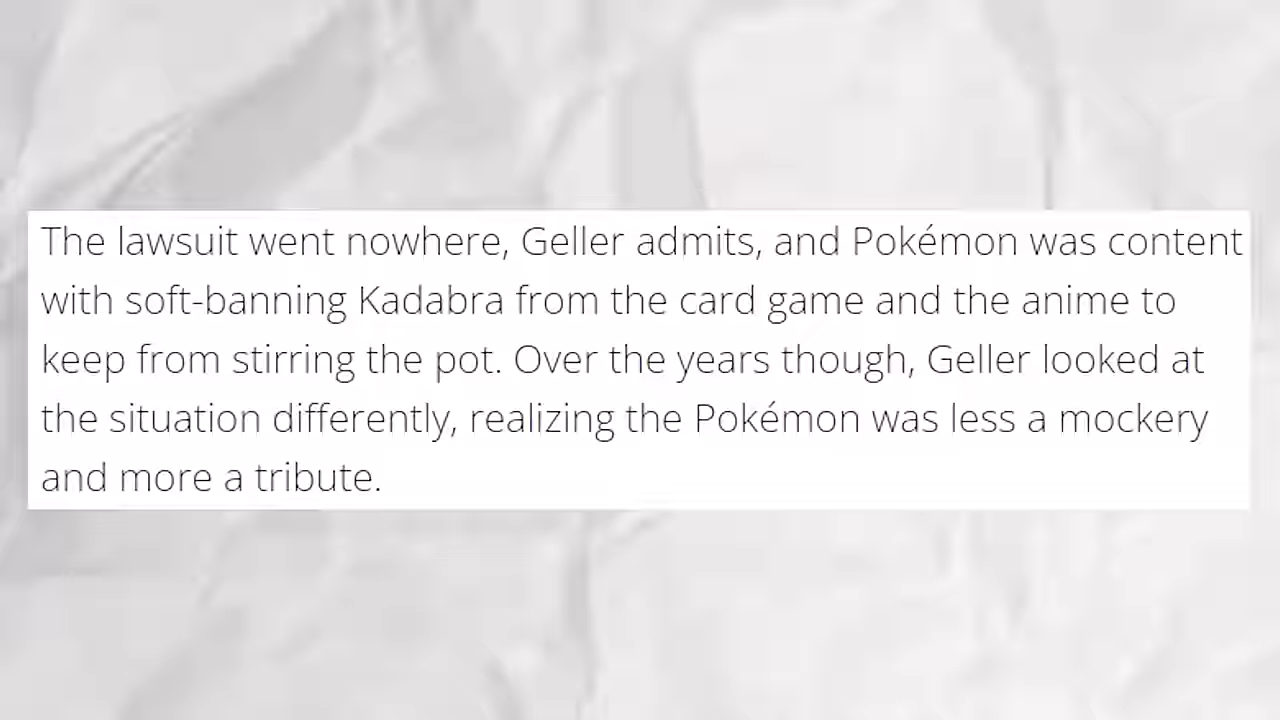 The lawsuit went nowhere, Geller admits, and Pokémon was content
with soft-banning Kadabra from the card game and the anime to
keep from stirring the pot. Over the years though, Geller looked at
the situation differently, realizing the Pokémon was less a mockery
and more a tribute.